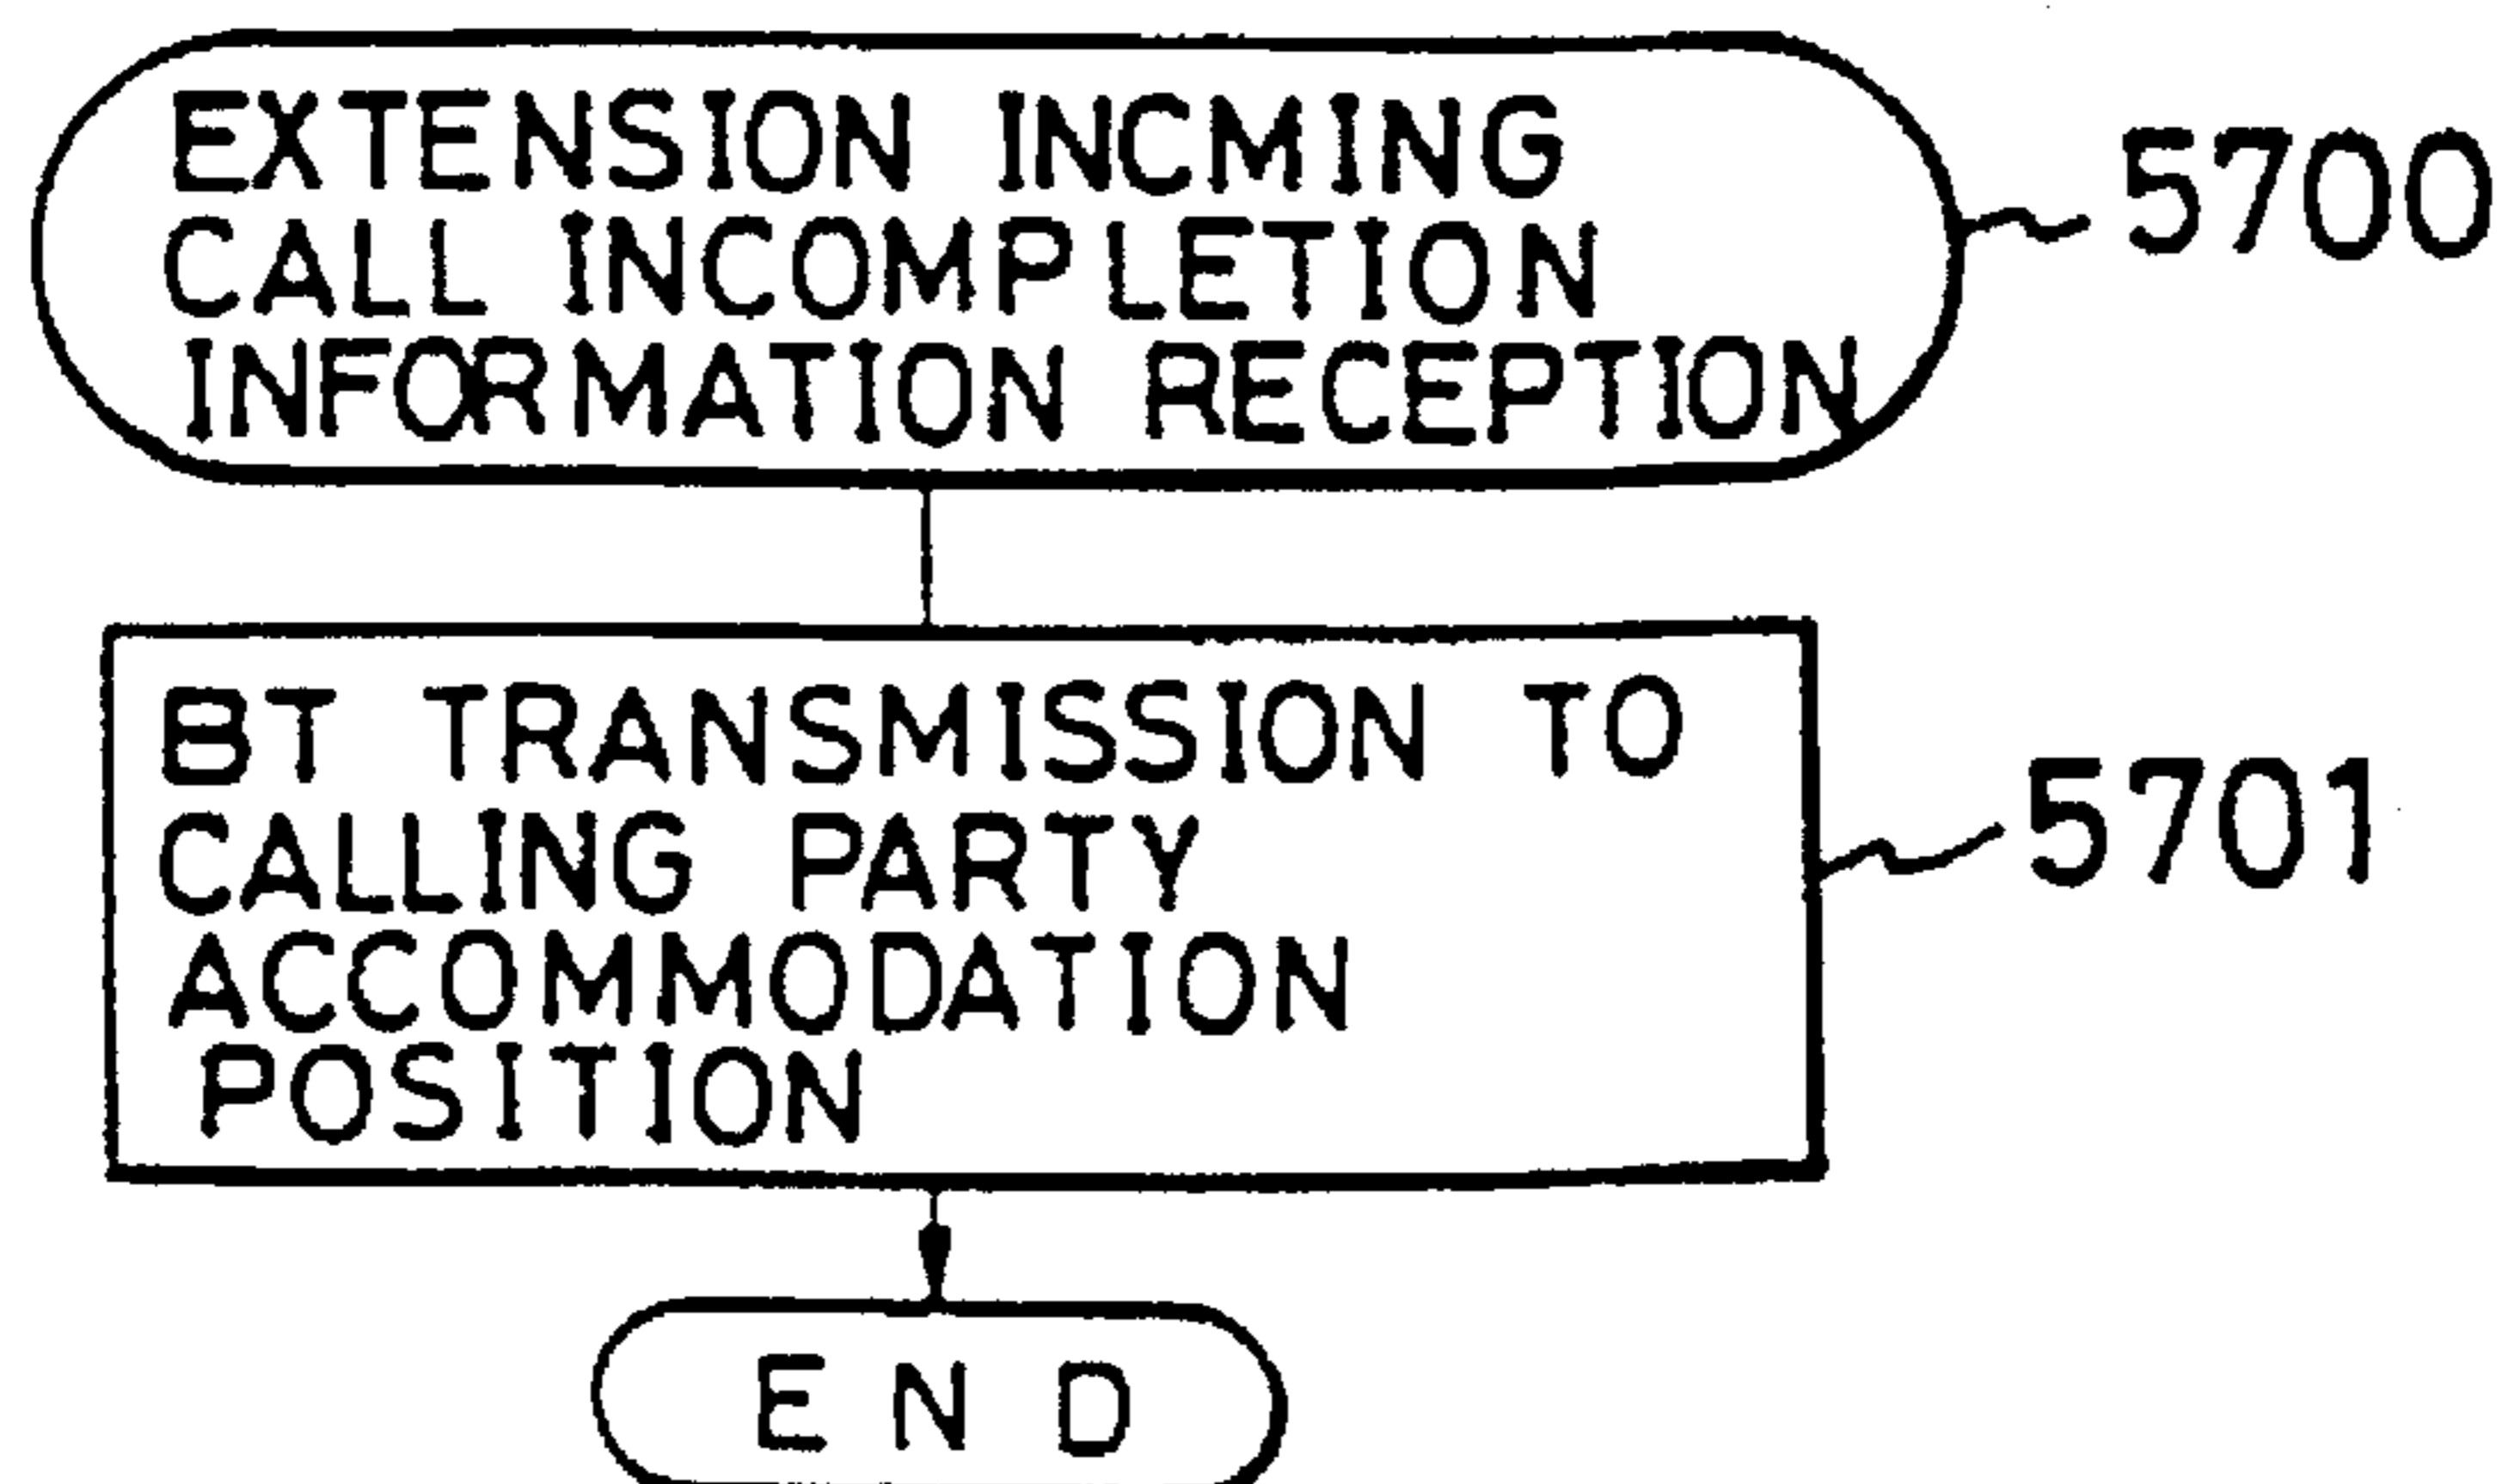 EXTENSION INCMING
CALL INCOMPLETION
INFORMATION RECEPTION
5700
BT TRANSMISSION TO
CALLING PARTY
ACCOMMODATION
POSITION
5701
END